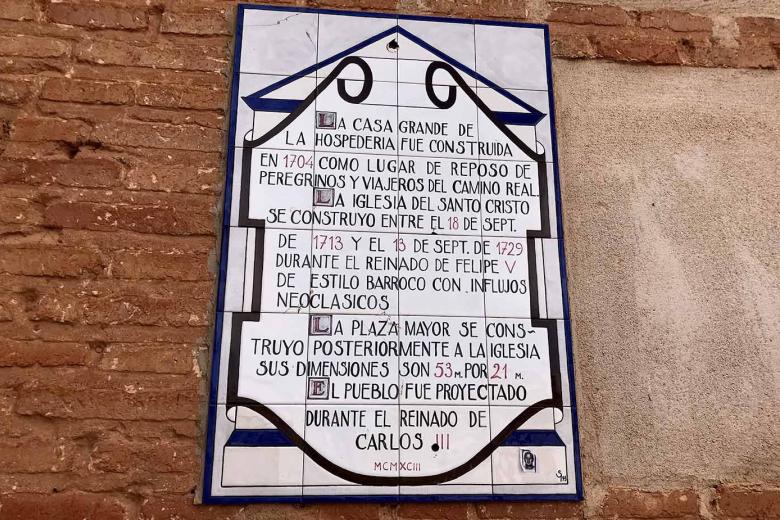 LA CASA GRANDE DE
LA HOSPEDERIA FUE CONSTRUIDA
EN 1704 COMO LUGAR DE REPOSO DE
PEREGRINOS Y VIAJEROS DEL CAMINO REAL.
LA IGLESIA DEL SANTO CRISTO
SE CONSTRUYO ENTRE EL 18 DE SEPT.
DE 1713 Y EL 13 DE SEPT. DE 1729
DURANTE EL REINADO DE FELIPE V
DE ESTILO BARROCO CON INFLUJOS
NEOCLASICOS
LA PLAZA MAYOR SE CONS~
TRUYO POSTERIORMENTE A LA IGLESIA
SUS DIMENSIONES SON 53 M. POR 21 M.
EL PUEBLO FUE PROYECTADO
DURANTE EL REINADO DE
CARLOS III
MCMXCIII